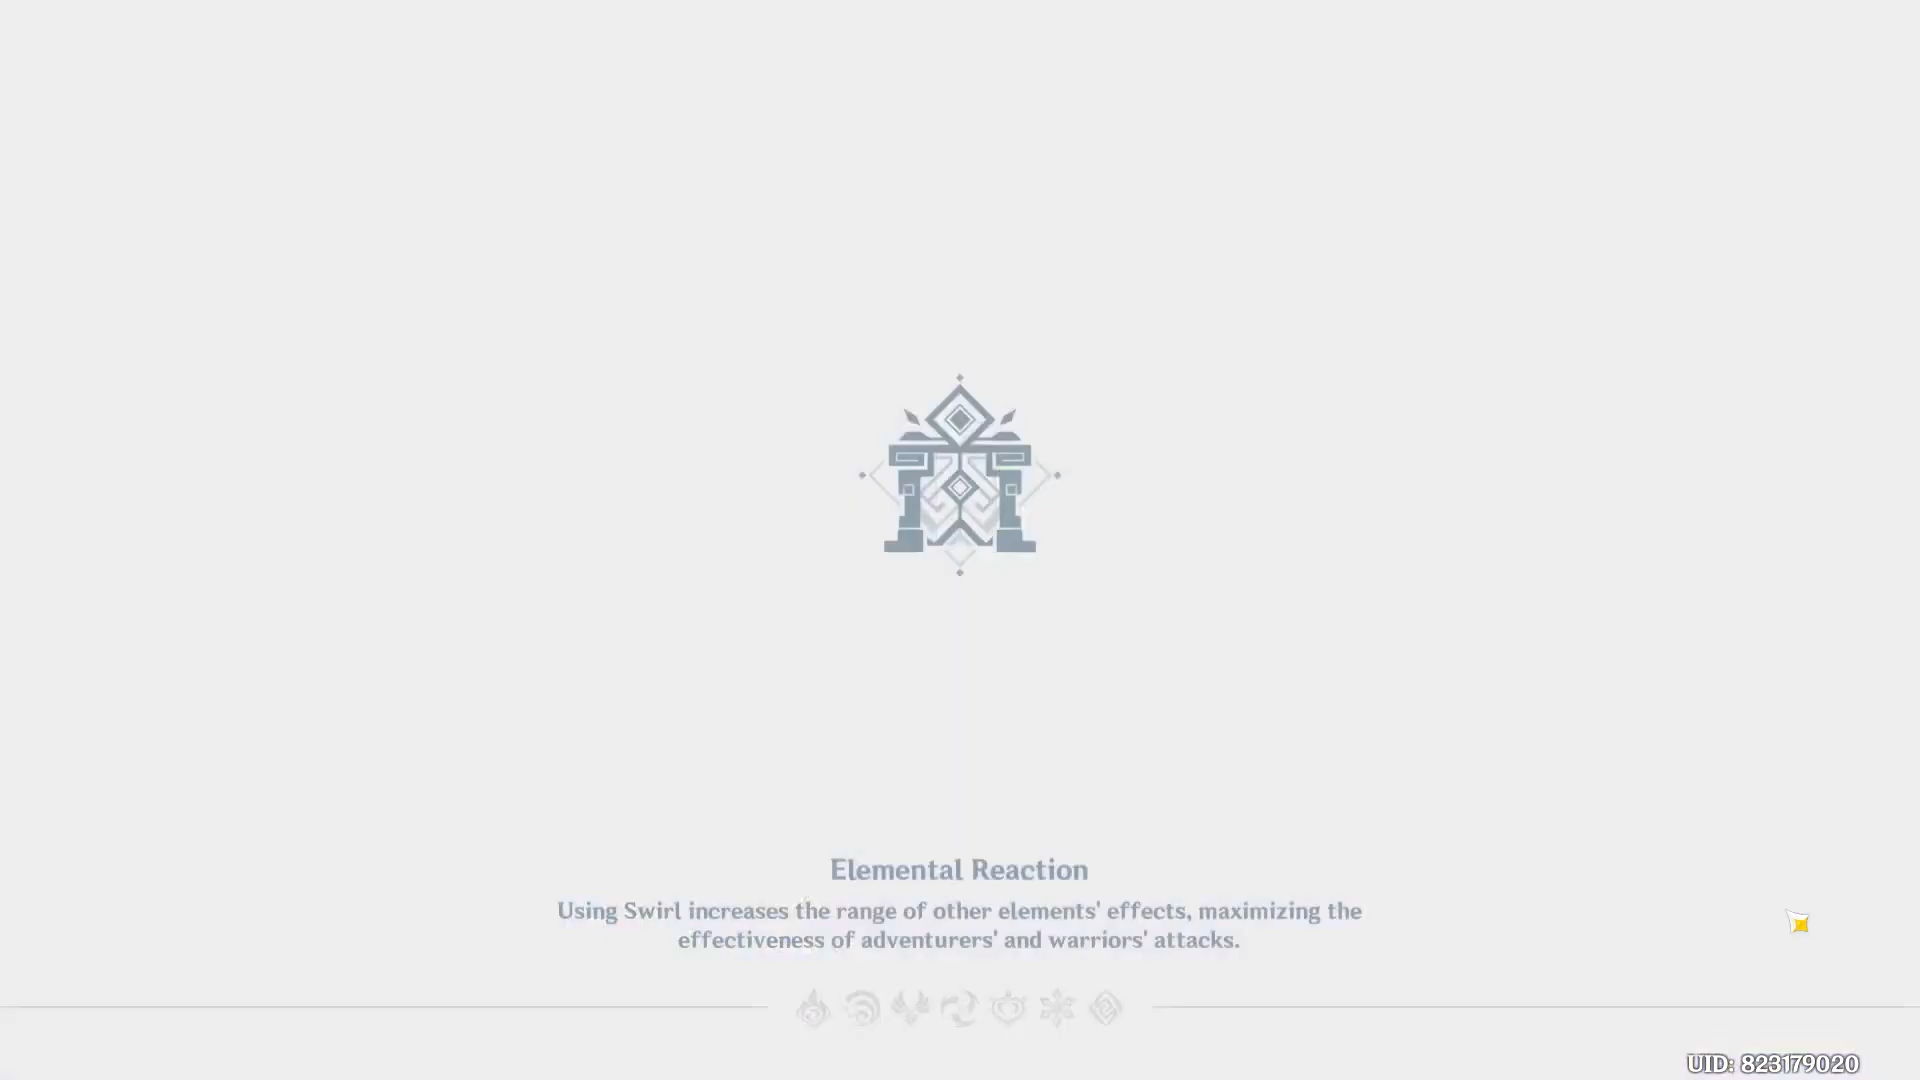 Elemental Reaction
Using Swirl increases the range of other elements' effects, maximizing the
effectiveness of adventurers' and warriors' attacks.
UID: 823179020